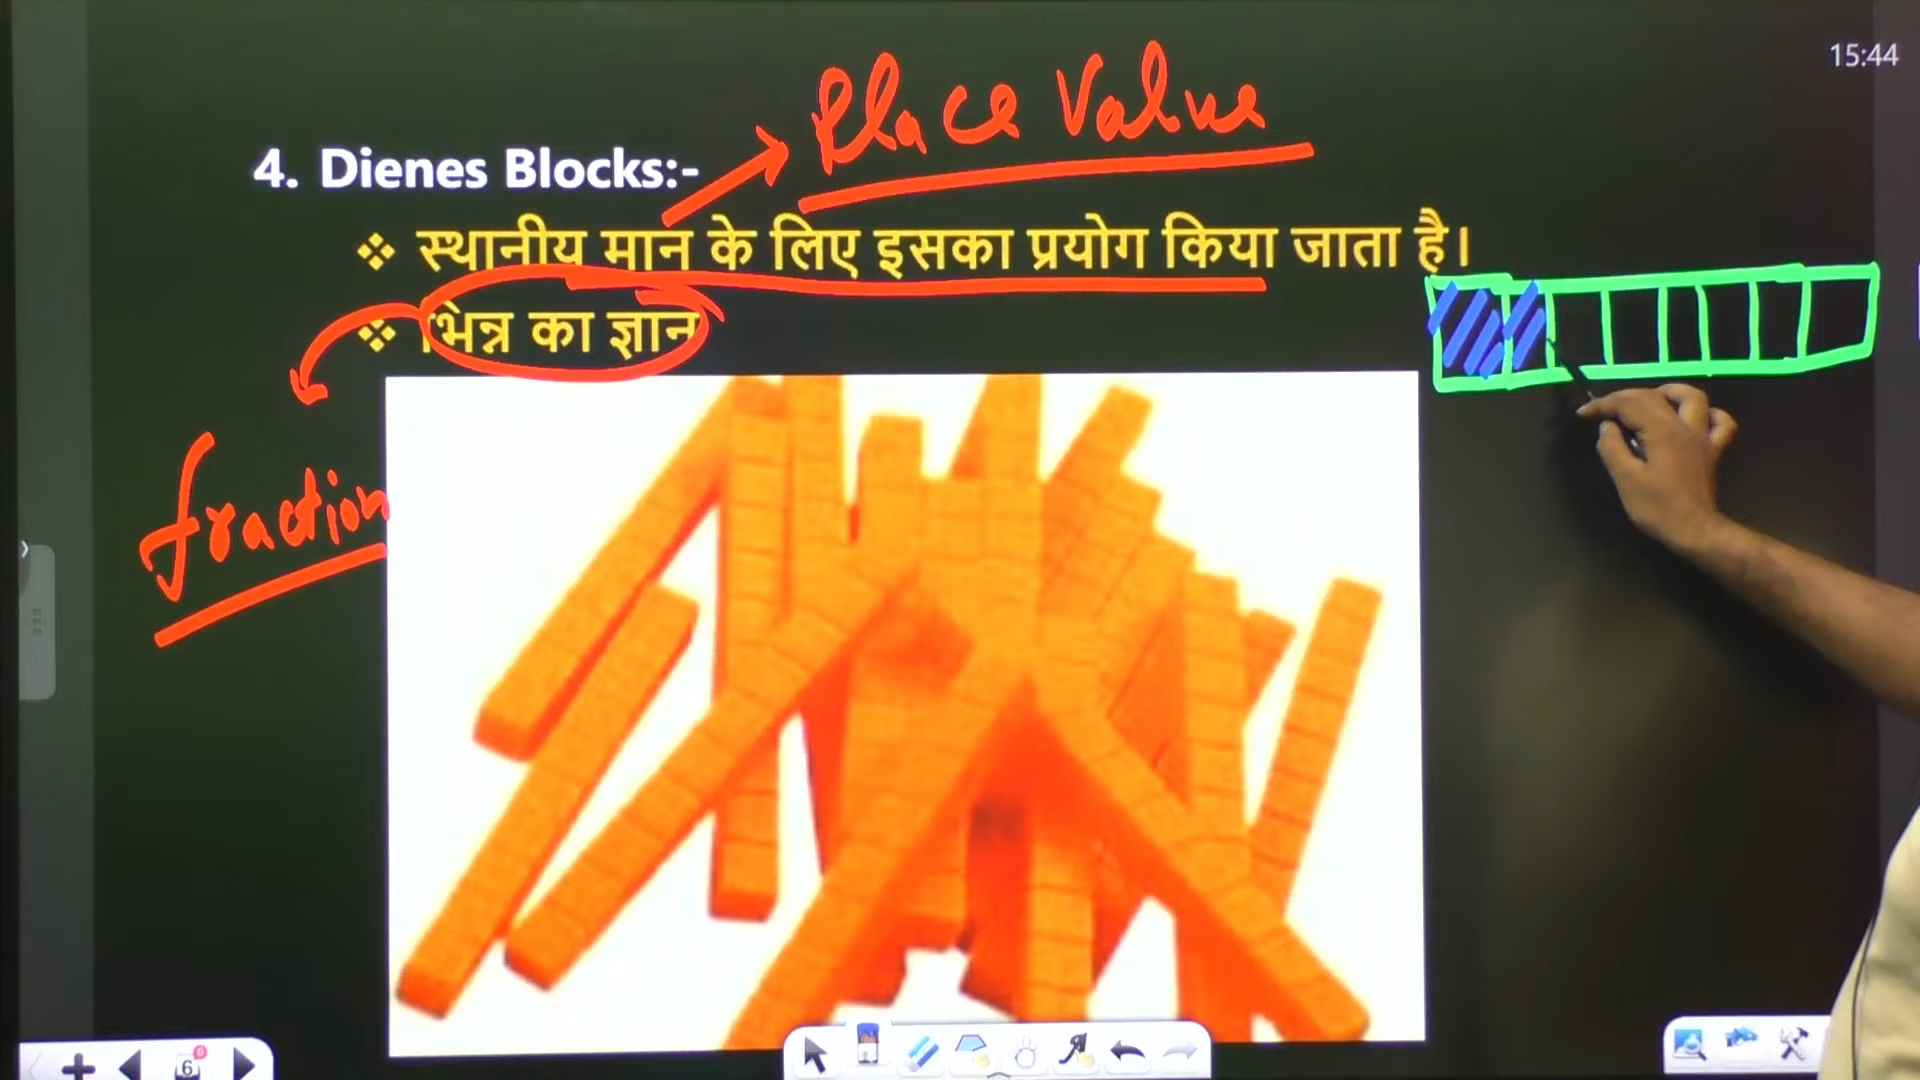 15:44
Place Value
4. Dienes Blocks:-
❖ स्थानीय मान के लिए इसका प्रयोग किया जाता है।
❖ भिन्न का ज्ञान
fraction
6